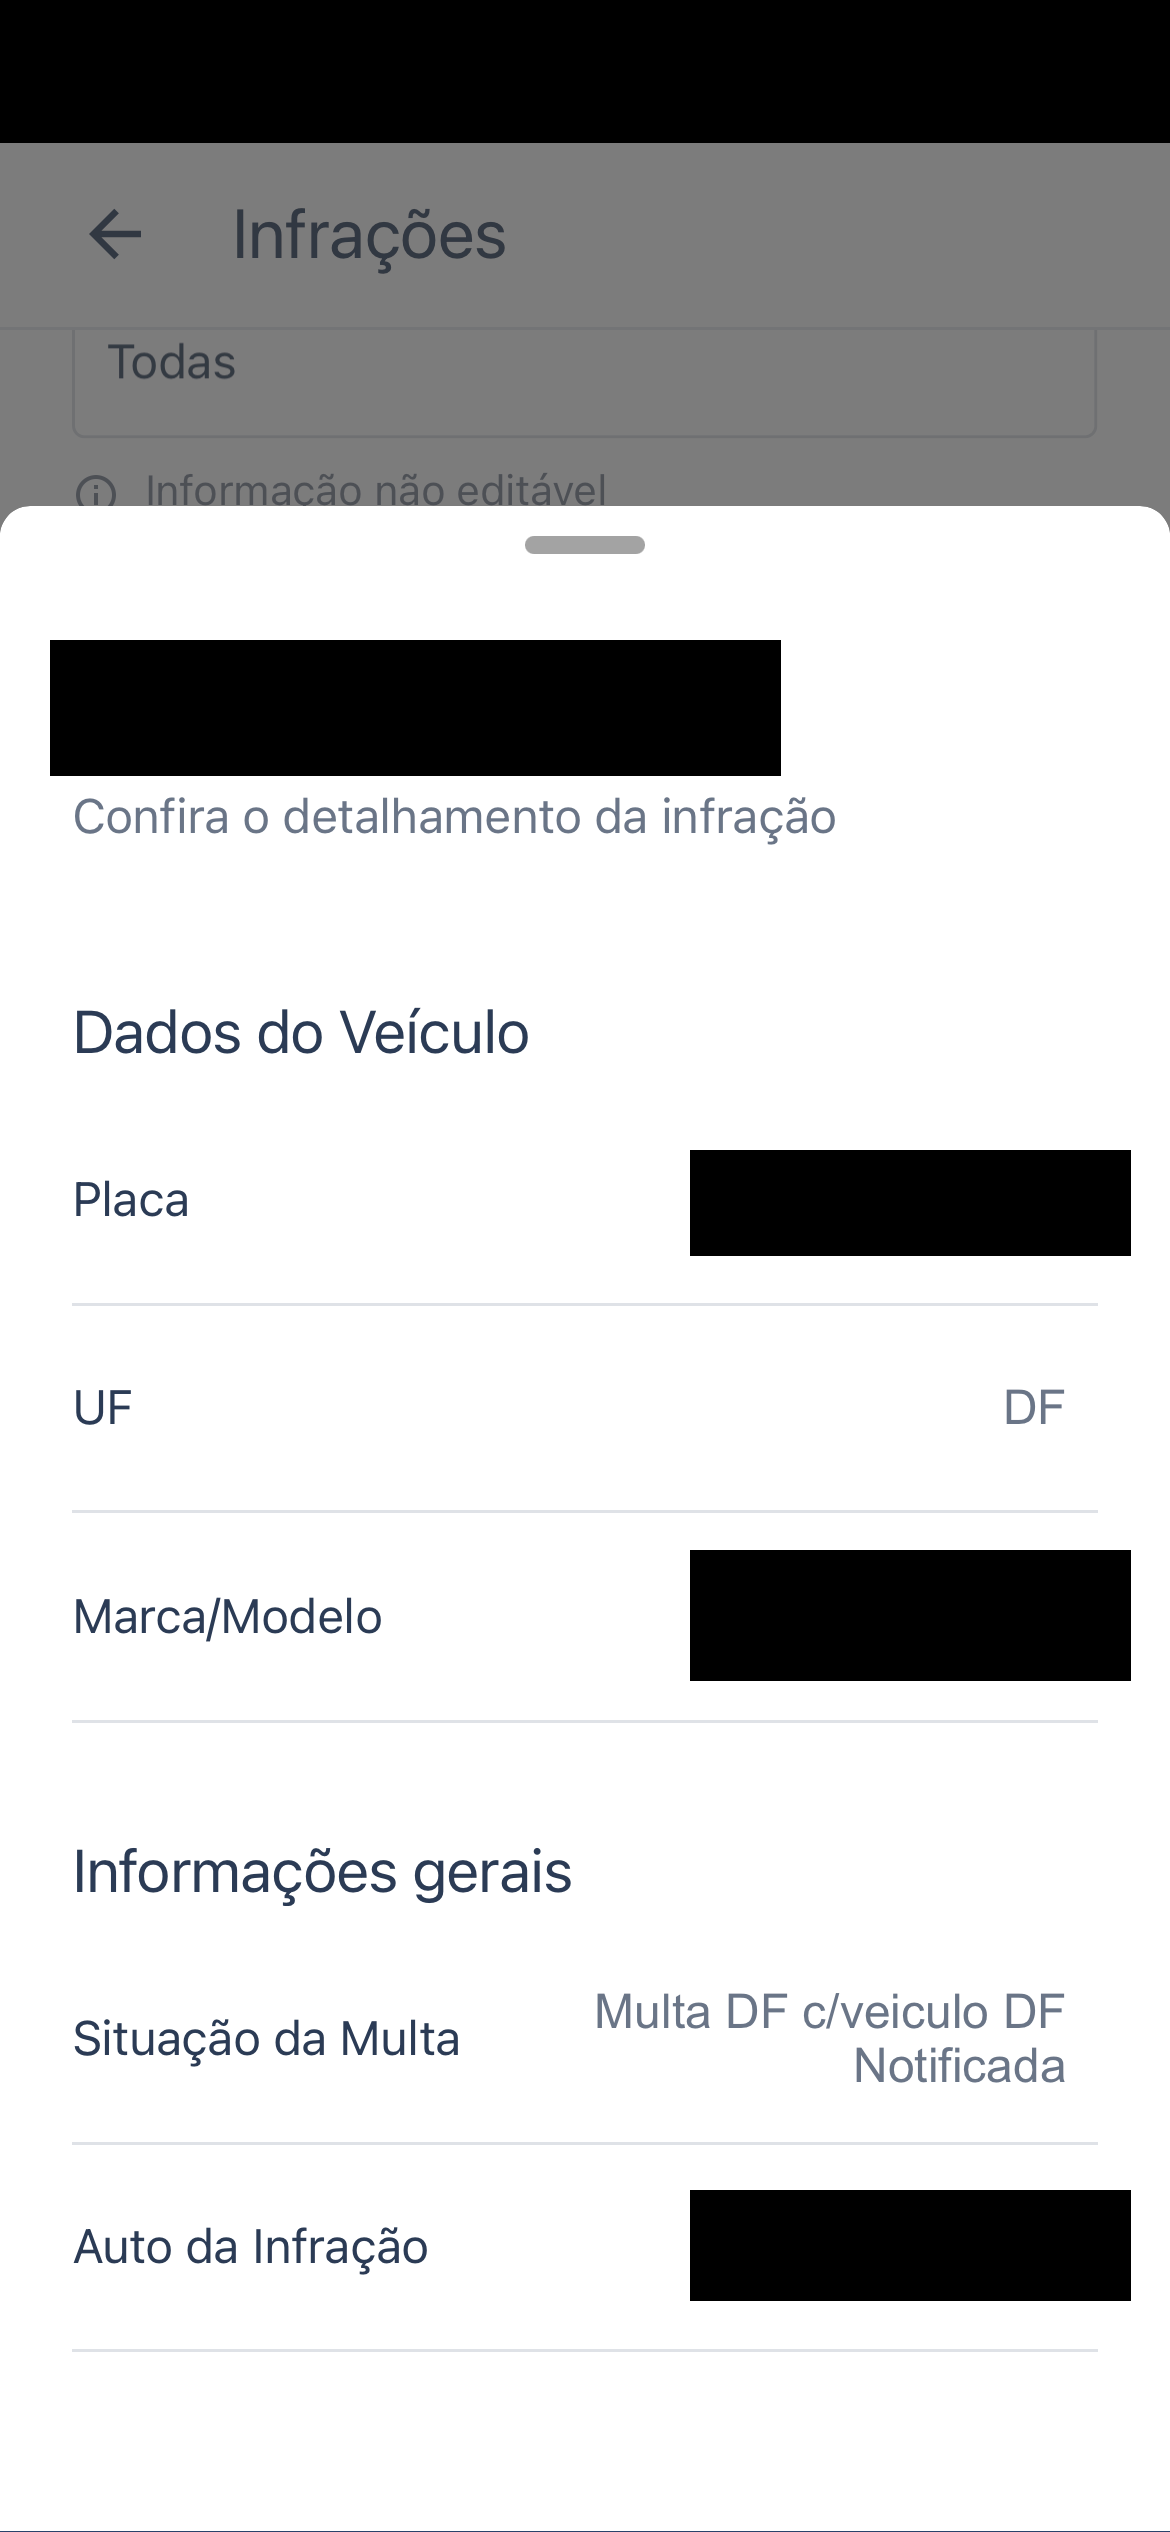 Infrações
Todas
Informação não editável
Confira o detalhamento da infração
Dados do Veículo
Placa
UF
DF
Marca/Modelo
Informações gerais
Situação da Multa
Multa DF c/veiculo DF
Notificada
Auto da Infração